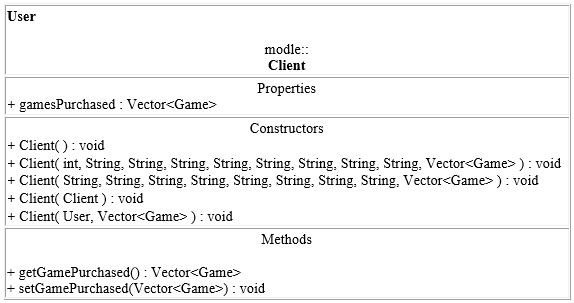 User
modle::
Client
Properties
+ gamesPurchased : Vector<Game>
Constructors
+ Client( ) : void
+ Client( int, String, String, String, String, String, String, String, String, Vector<Game> ) : void
+ Client( String, String, String, String, String, String, String, String, Vector<Game> ) : void
+ Client( Client ) : void
+ Client( User, Vector<Game> ) : void
Methods
+ getGamePurchased() : Vector<Game>
+ setGamePurchased(Vector<Game>) : void